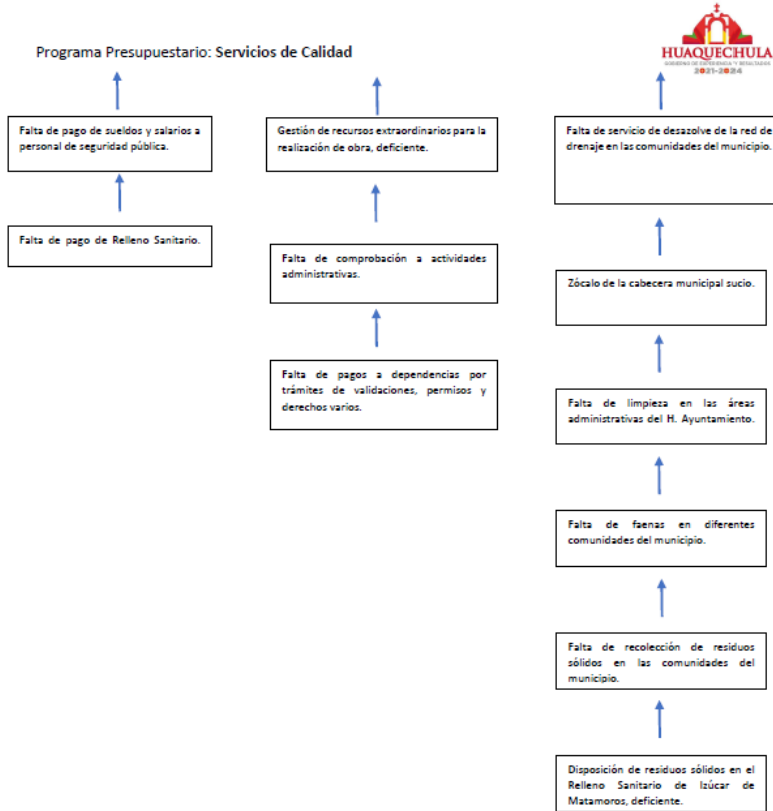 Programa Presupuestario: Servicios de Calidad
HUAQUECHULA
GOBIERNO DE EXPERIENCIA Y RESULTADOS
2021-2024
Falta de pago de sueldos y salarios a
personal de seguridad pública.
Falta de pago de Relleno Sanitario.
Gestión de recursos extraordinarios para la
realización de obra, deficiente.
Falta de comprobación a actividades
administrativas.
Falta de pagos a dependencias por
trámites de validaciones, permisos y
derechos varios.
Falta de servicio de desazolve de la red de
drenaje en las comunidades del municipio.
Zócalo de la cabecera municipal sucio.
Falta de limpieza en las áreas
administrativas del H. Ayuntamiento.
Falta de faenas en diferentes
comunidades del municipio.
Falta de recolección de residuos
sólidos en las comunidades del
municipio.
Disposición de residuos sólidos en el
Relleno Sanitario de Izúcar de
Matamoros, deficiente.